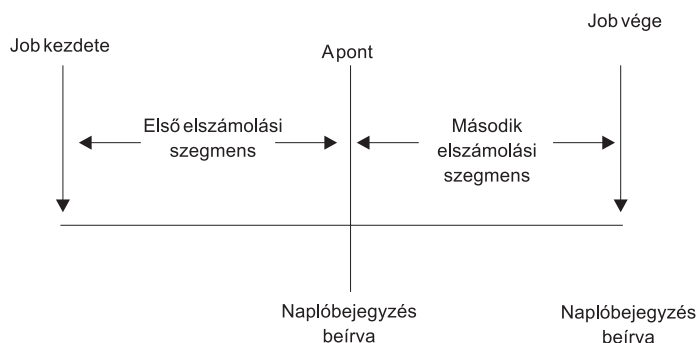 Job kezdete
A pont
Job vége
Első elszámolási
szegmens
Második
elszámolási
szegmens
Naplóbejegyzés
beírva
Naplóbejegyzés
beírva